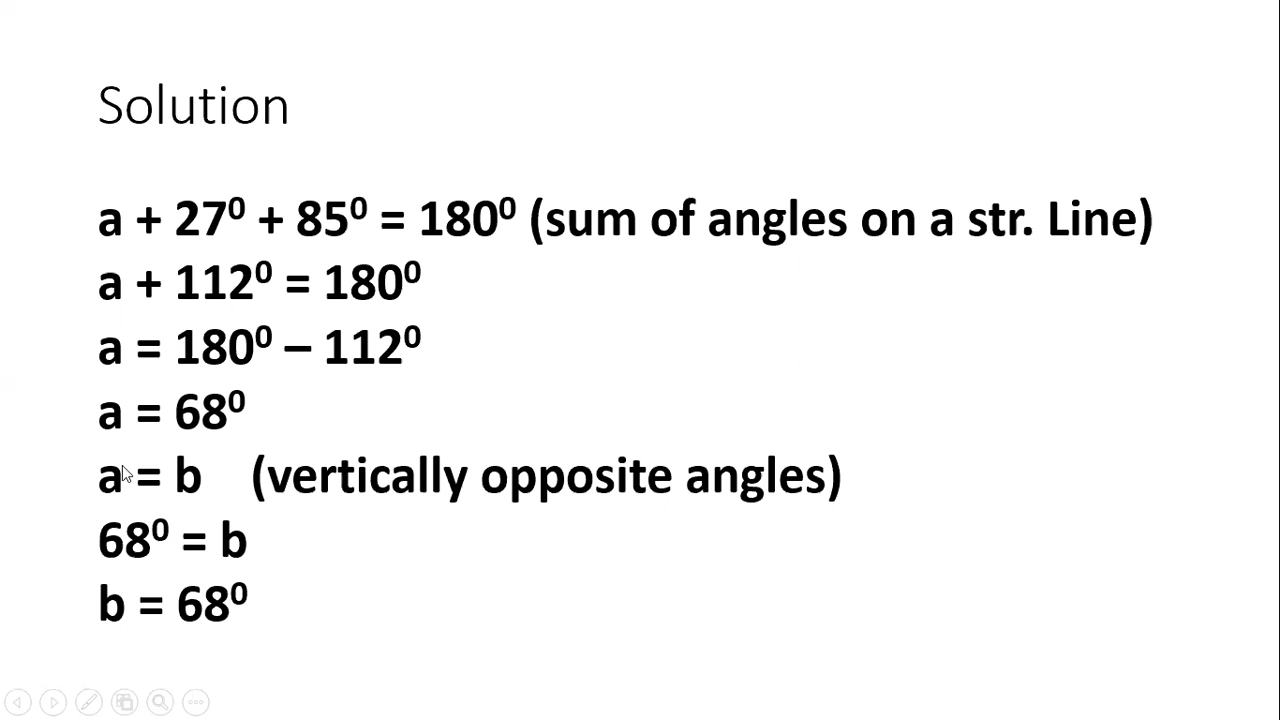 Solution
a + 27⁰ + 85⁰ = 180⁰ (sum of angles on a str. Line)
a + 112⁰ = 180⁰
a = 180⁰ – 112⁰
a = 68⁰
a = b (vertically opposite angles)
68⁰ = b
b = 68⁰